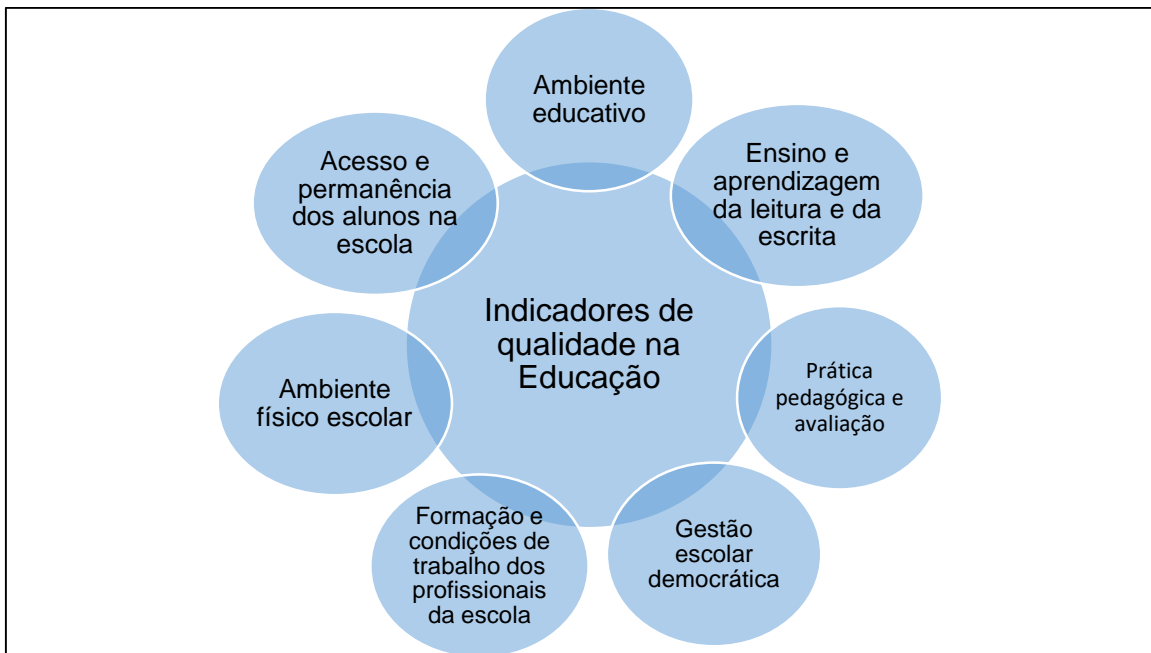 Ambiente
educativo
Ensino e
aprendizagem
da leitura e da
escrita
Prática
pedagógica e
avaliação
Gestão
escolar
democrática
Formação e
condições de
trabalho dos
profissionais
da escola
Ambiente
físico escolar
Acesso e
permanência
dos alunos na
escola
Indicadores de
qualidade na
Educação